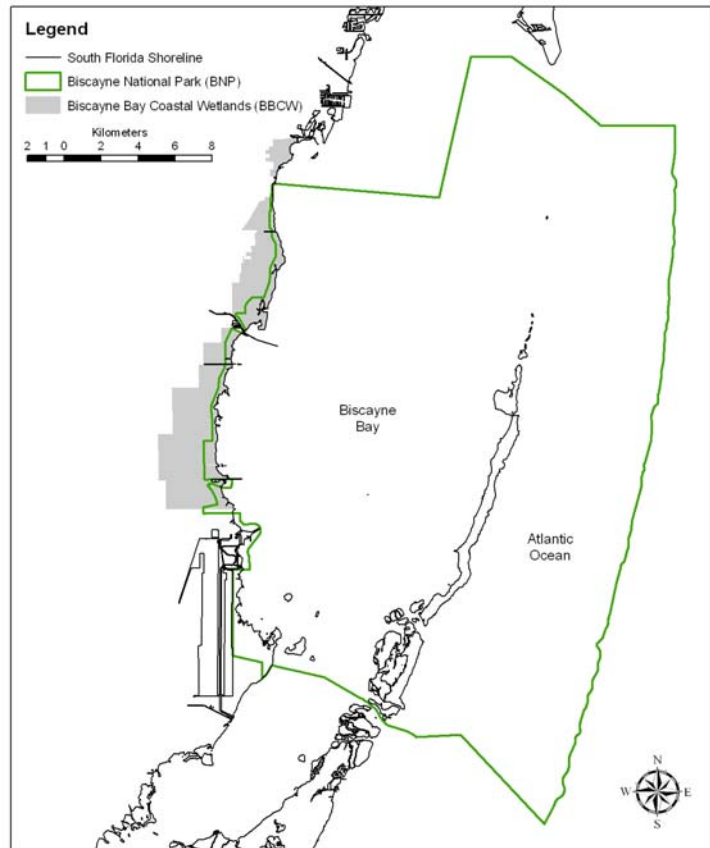 Legend
South Florida Shoreline
Biscayne National Park (BNP)
Biscayne Bay Coastal Wetlands (BBCW)
Kilometers
2 1 0 2 4 6 8
Biscayne
Bay
Atlantic
Ocean
N
W E
S